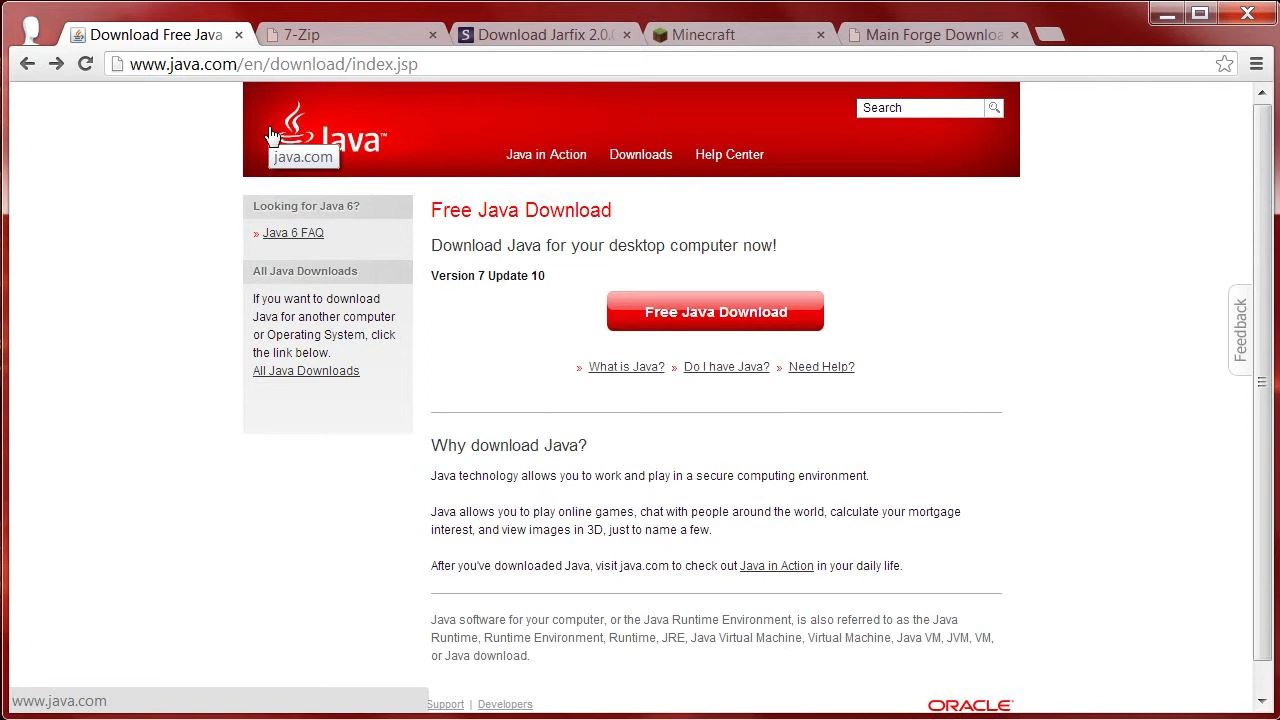 Download Free Java
7-Zip
Download Jarfix 2.0.0
Minecraft
Main Forge Downloa
www.java.com/en/download/index.jsp
Java™
java.com
Search
Java in Action
Downloads
Help Center
Looking for Java 6?
» Java 6 FAQ
All Java Downloads
If you want to download
Java for another computer
or Operating System, click
the link below.
All Java Downloads
Free Java Download
Download Java for your desktop computer now!
Version 7 Update 10
Free Java Download
» What is Java? » Do I have Java? » Need Help?
Why download Java?
Java technology allows you to work and play in a secure computing environment.
Java allows you to play online games, chat with people around the world, calculate your mortgage
interest, and view images in 3D, just to name a few.
After you've downloaded Java, visit java.com to check out Java in Action in your daily life.
Java software for your computer, or the Java Runtime Environment, is also referred to as the Java
Runtime, Runtime Environment, Runtime, JRE, Java Virtual Machine, Virtual Machine, Java VM, JVM, VM,
or Java download.
Feedback
www.java.com
Support | Developers
ORACLE